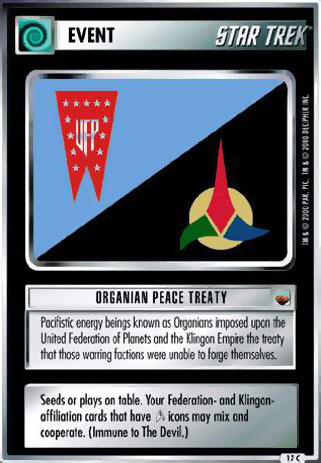 EVENT
STAR TREK
UFP
TM & © 2000 PAR. PIC. TM & © 2000 DECIPHER INC.
ORGANIAN PEACE TREATY
Pacifistic energy beings known as Organians imposed upon the
United Federation of Planets and the Klingon Empire the treaty
that those warring factions were unable to forge themselves.
Seeds or plays on table. Your Federation- and Klingon-
affiliation cards that have icons may mix and
cooperate. (Immune to The Devil.)
17 C